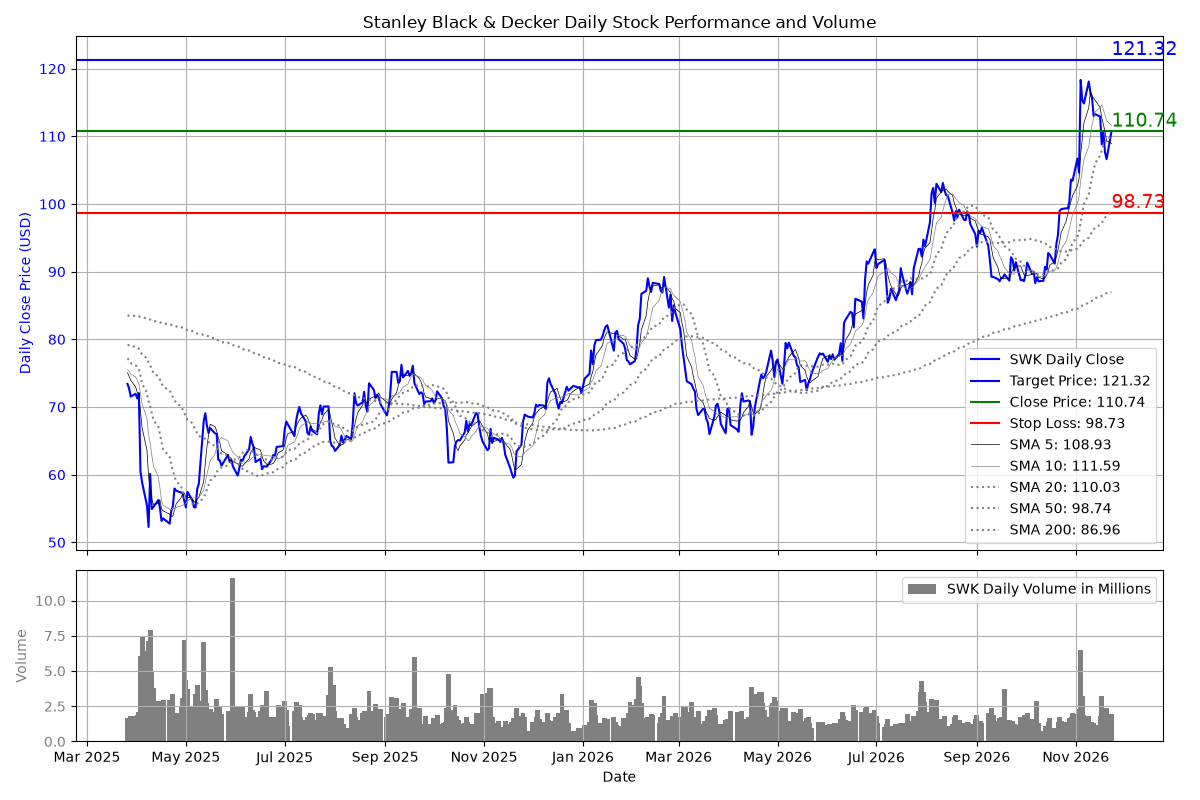 Stanley Black & Decker Daily Stock Performance and Volume
121.32
110.74
98.73
120
110
100
90
80
70
60
50
Daily Close Price (USD)
SWK Daily Close
Target Price: 121.32
Close Price: 110.74
Stop Loss: 98.73
SMA 5: 108.93
SMA 10: 111.59
SMA 20: 110.03
SMA 50: 98.74
SMA 200: 86.96
SWK Daily Volume in Millions
10.0
7.5
5.0
2.5
0.0
Volume
Mar 2025 May 2025 Jul 2025 Sep 2025 Nov 2025 Jan 2026 Mar 2026 May 2026 Jul 2026 Sep 2026 Nov 2026
Date